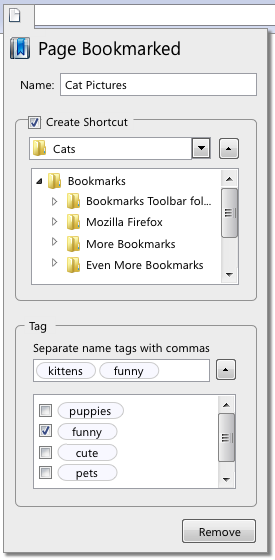 Page Bookmarked
Name: Cat Pictures
Create Shortcut
Cats
Bookmarks
Bookmarks Toolbar fol...
Mozilla Firefox
More Bookmarks
Even More Bookmarks
Tag
Separate name tags with commas
kittens funny
puppies
funny
cute
pets
Remove